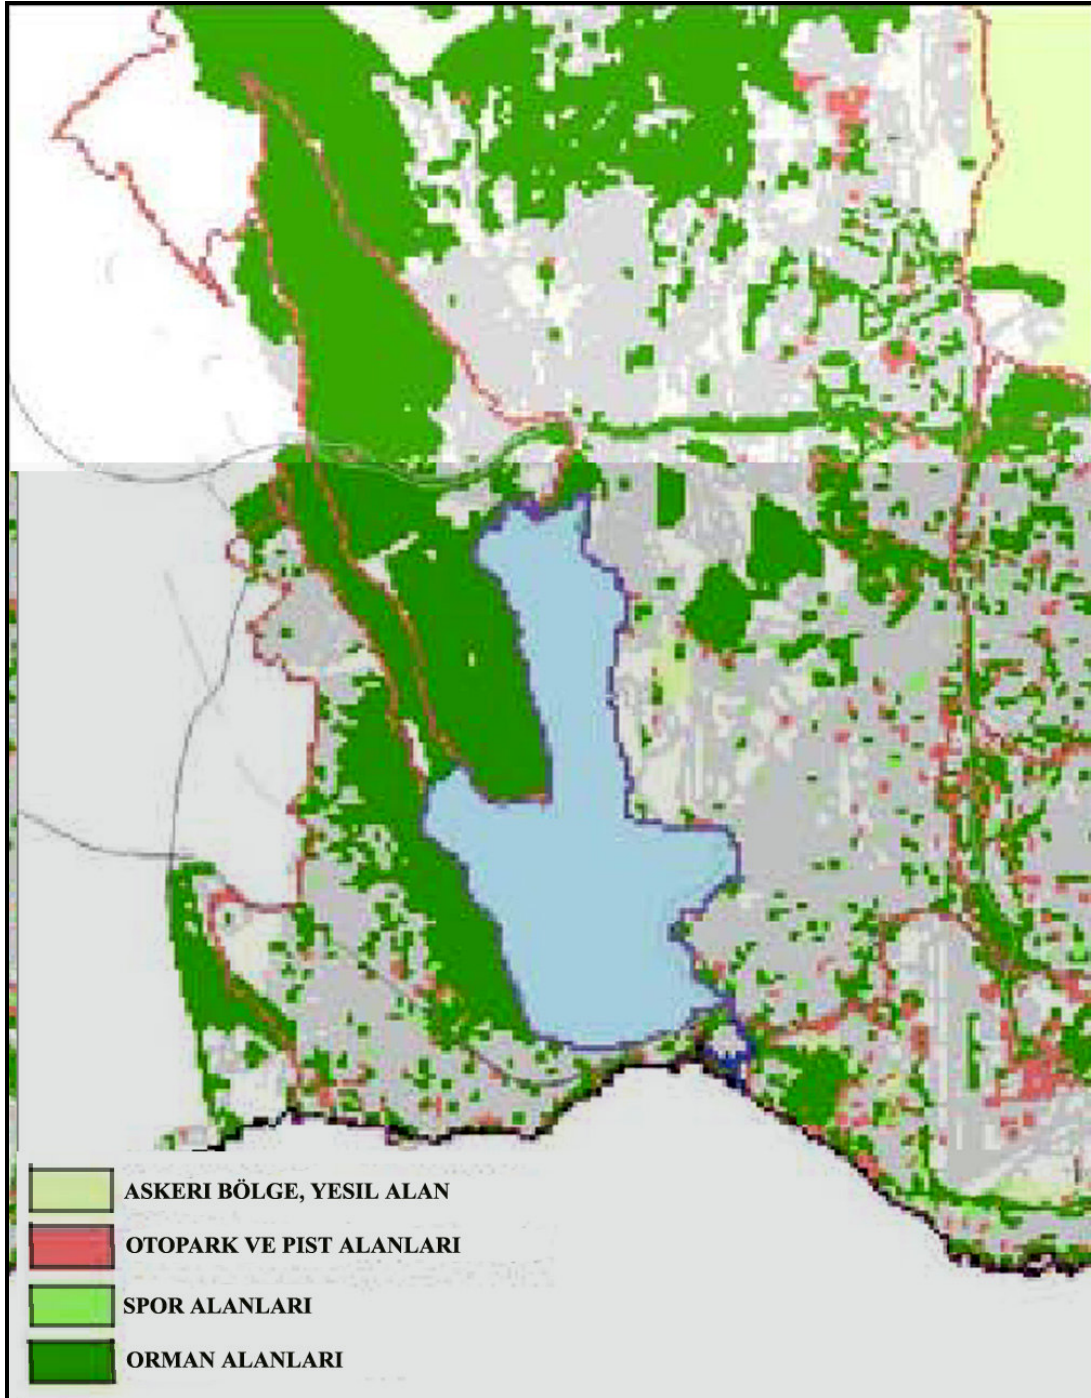 ASKERI BÖLGE, YESIL ALAN
OTOPARK VE PIST ALANLARI
SPOR ALANLARI
ORMAN ALANLARI